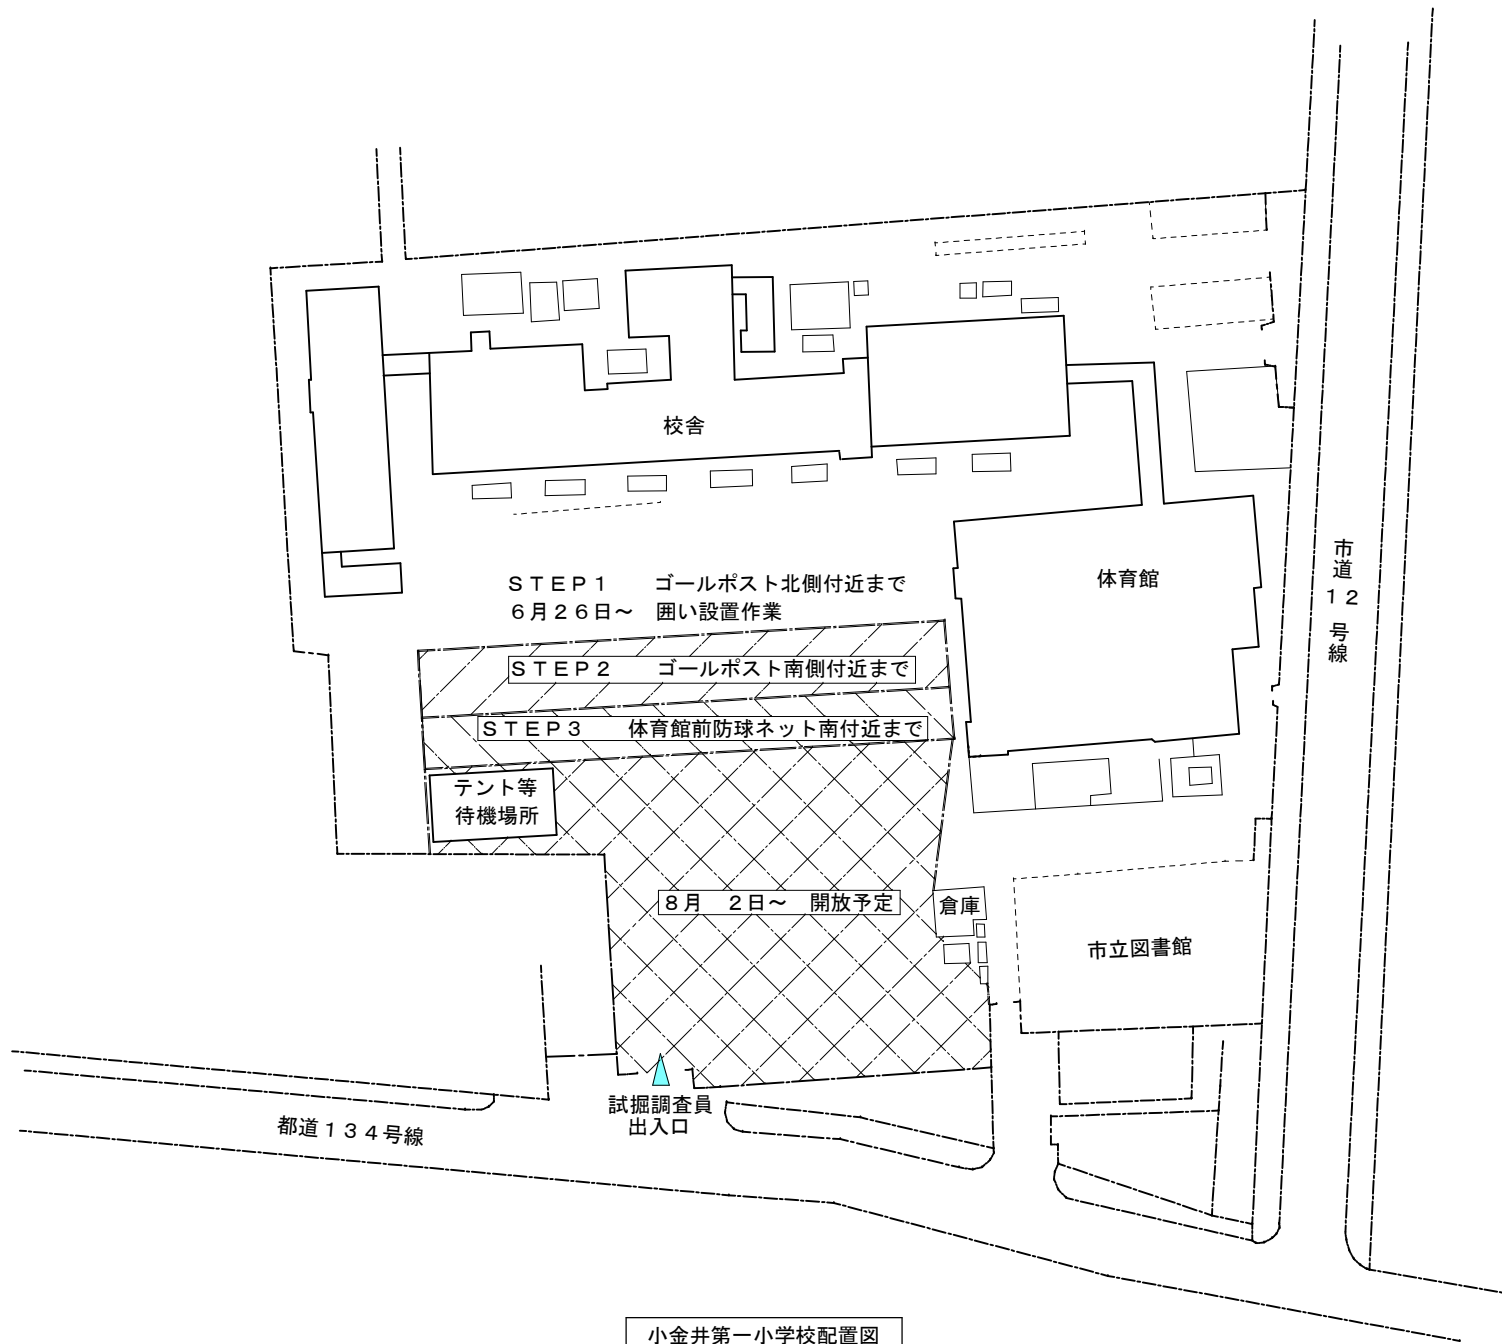 校舎
STEP1　ゴールポスト北側付近まで
6月26日～　囲い設置作業
体育館
市道12号線
STEP2　ゴールポスト南側付近まで
STEP3　体育館前防球ネット南付近まで
テント等
待機場所
8月　2日～　開放予定
倉庫
市立図書館
試掘調査員
出入口
都道134号線
小金井第一小学校配置図